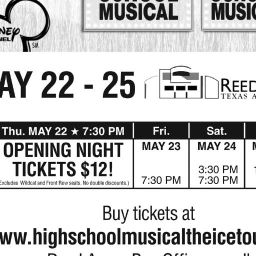 SCHOOL
MUSICAL
MUSIC
SM
AY 22 - 25
REED
TEXAS A
Thu. MAY 22 ★ 7:30 PM
Fri.
Sat.
OPENING NIGHT
TICKETS $12!
(Excludes Wildcat and Front Row seats. No double discounts.)
MAY 23
7:30 PM
MAY 24
3:30 PM
7:30 PM
Buy tickets at
www.highschoolmusicaltheicetou